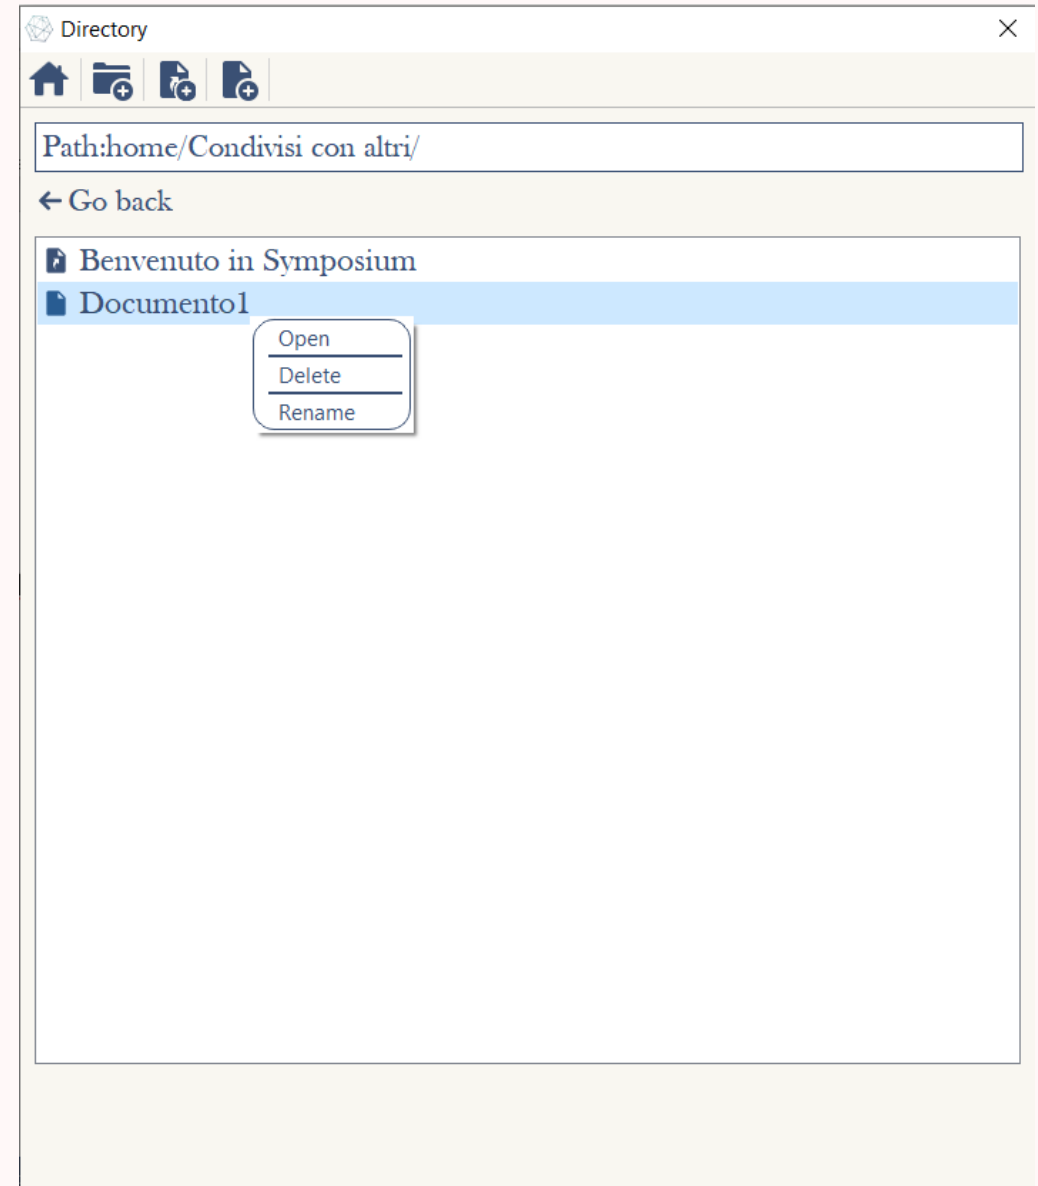 Directory
Path:home/Condivisi con altri/
Go back
Benvenuto in Symposium
Documento1
Open
Delete
Rename